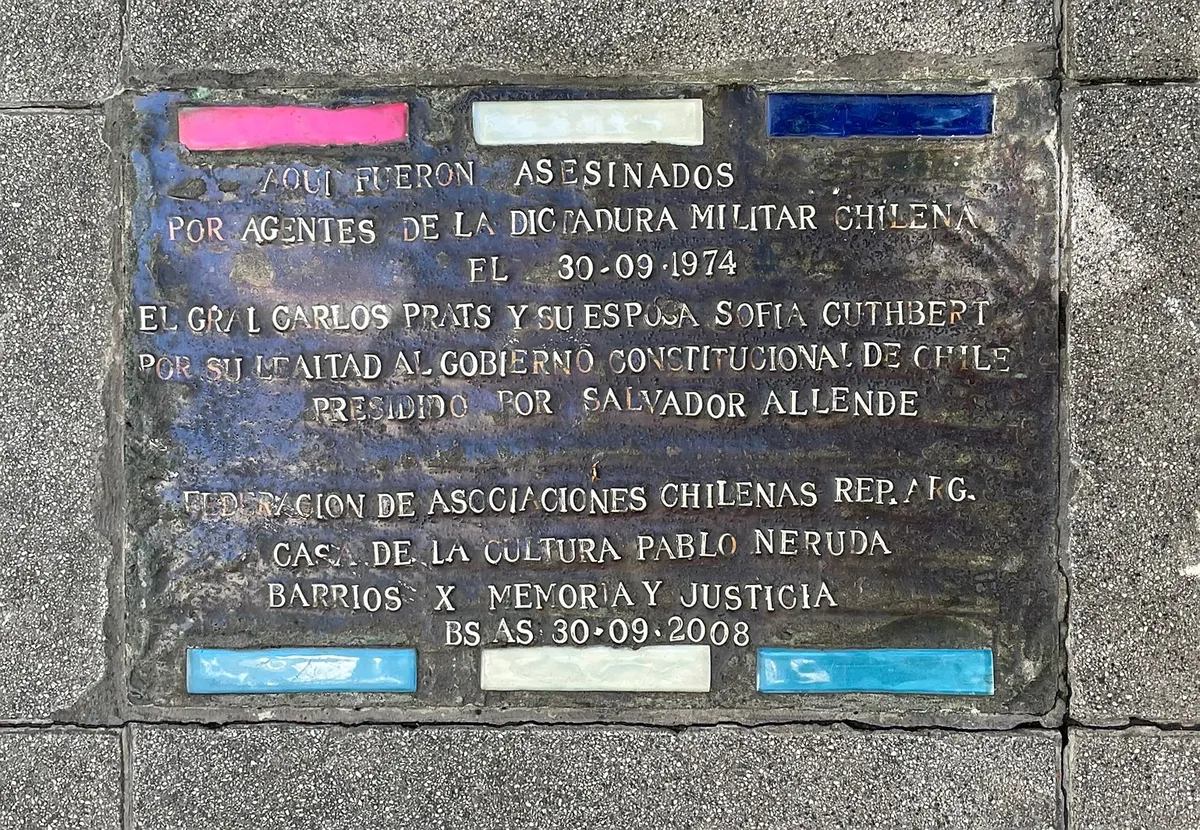 AQUI FUERON ASESINADOS
POR AGENTES DE LA DICTADURA MILITAR CHILENA
EL 30-09-1974
EL GRAL CARLOS PRATS Y SU ESPOSA SOFIA CUTHBERT
POR SU LEALTAD AL GOBIERNO CONSTITUCIONAL DE CHILE
PRESIDIDO POR SALVADOR ALLENDE
FEDERACION DE ASOCIACIONES CHILENAS REP. ARG.
CASA DE LA CULTURA PABLO NERUDA
BARRIOS X MEMORIA Y JUSTICIA
BS AS 30-09-2008